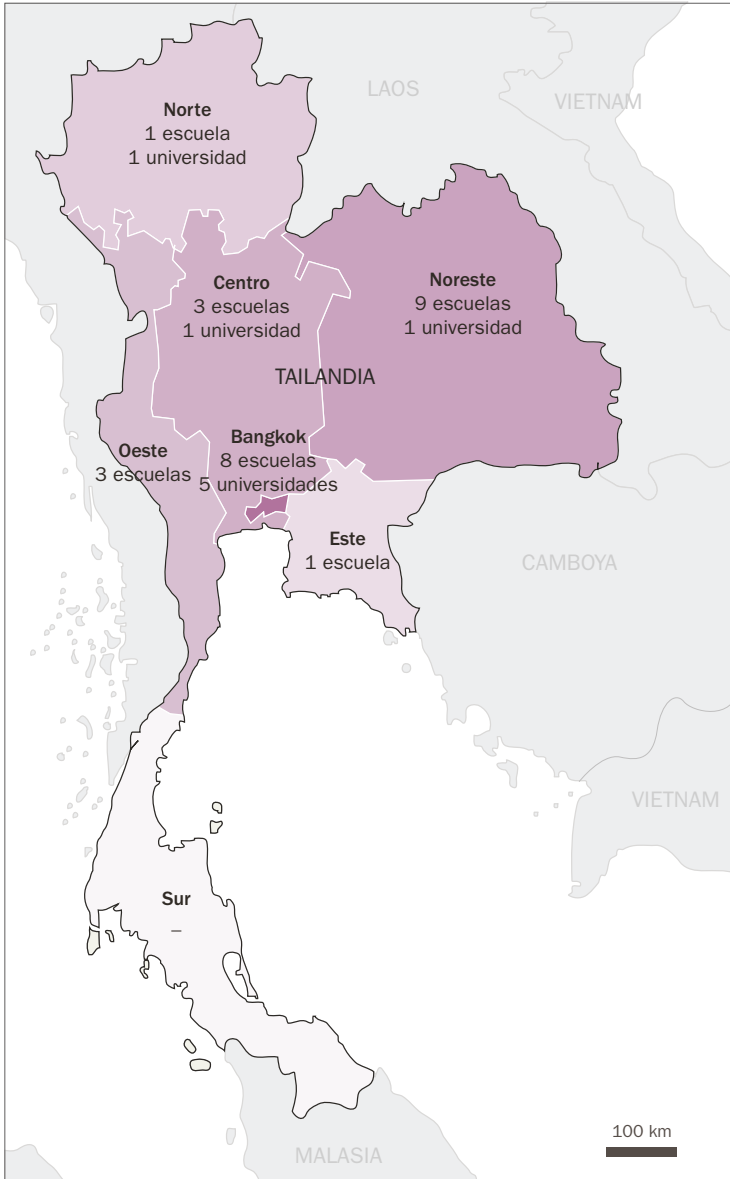 LAOS
VIETNAM
Norte
1 escuela
1 universidad
Centro
3 escuelas
1 universidad
Noreste
9 escuelas
1 universidad
TAILANDIA
Oeste
3 escuelas
Bangkok
8 escuelas
5 universidades
Este
1 escuela
CAMBOYA
VIETNAM
Sur
–
100 km
MALASIA